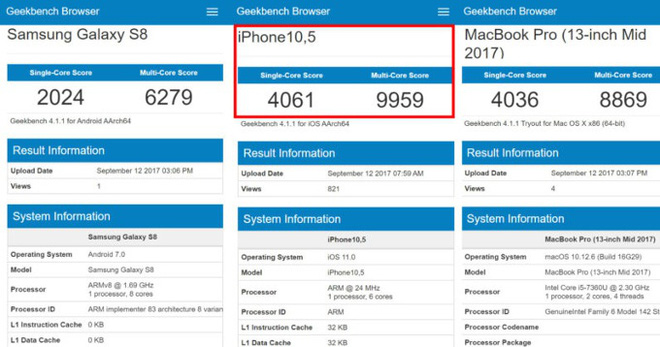 Geekbench Browser
Samsung Galaxy S8
Single-Core Score Multi-Core Score
2024 6279
Geekbench 4.1.1 for Android AArch64
Result Information
Upload Date September 12 2017 03:06 PM
Views 1
System Information
Samsung Galaxy S8
Operating System Android 7.0
Model Samsung Galaxy S8
Processor ARMv8 @ 1.69 GHz
1 processor, 8 cores
Processor ID ARM implementer 83 architecture 8 varian
L1 Instruction Cache 0 KB
L1 Data Cache 0 KB
Geekbench Browser
iPhone10,5
Single-Core Score Multi-Core Score
4061 9959
Geekbench 4.1.1 for iOS AArch64
Result Information
Upload Date September 12 2017 07:59 AM
Views 821
System Information
iPhone10,5
Operating System iOS 11.0
Model iPhone10,5
Processor ARM @ 24 MHz
1 processor, 6 cores
Processor ID ARM
L1 Instruction Cache 32 KB
L1 Data Cache 32 KB
Geekbench Browser
MacBook Pro (13-inch Mid
2017)
Single-Core Score Multi-Core Score
4036 8869
Geekbench 4.1.1 Tryout for Mac OS X x86 (64-bit)
Result Information
Upload Date September 12 2017 03:07 PM
Views 4
System Information
MacBook Pro (13-inch Mid 2017)
Operating System macOS 10.12.6 (Build 16G29)
Model MacBook Pro (13-inch Mid 2017)
Processor Intel Core i5-7360U @ 2.30 GHz
1 processor, 2 cores, 4 threads
Processor ID GenuineIntel Family 6 Model 142 St
Processor Codename
Processor Package